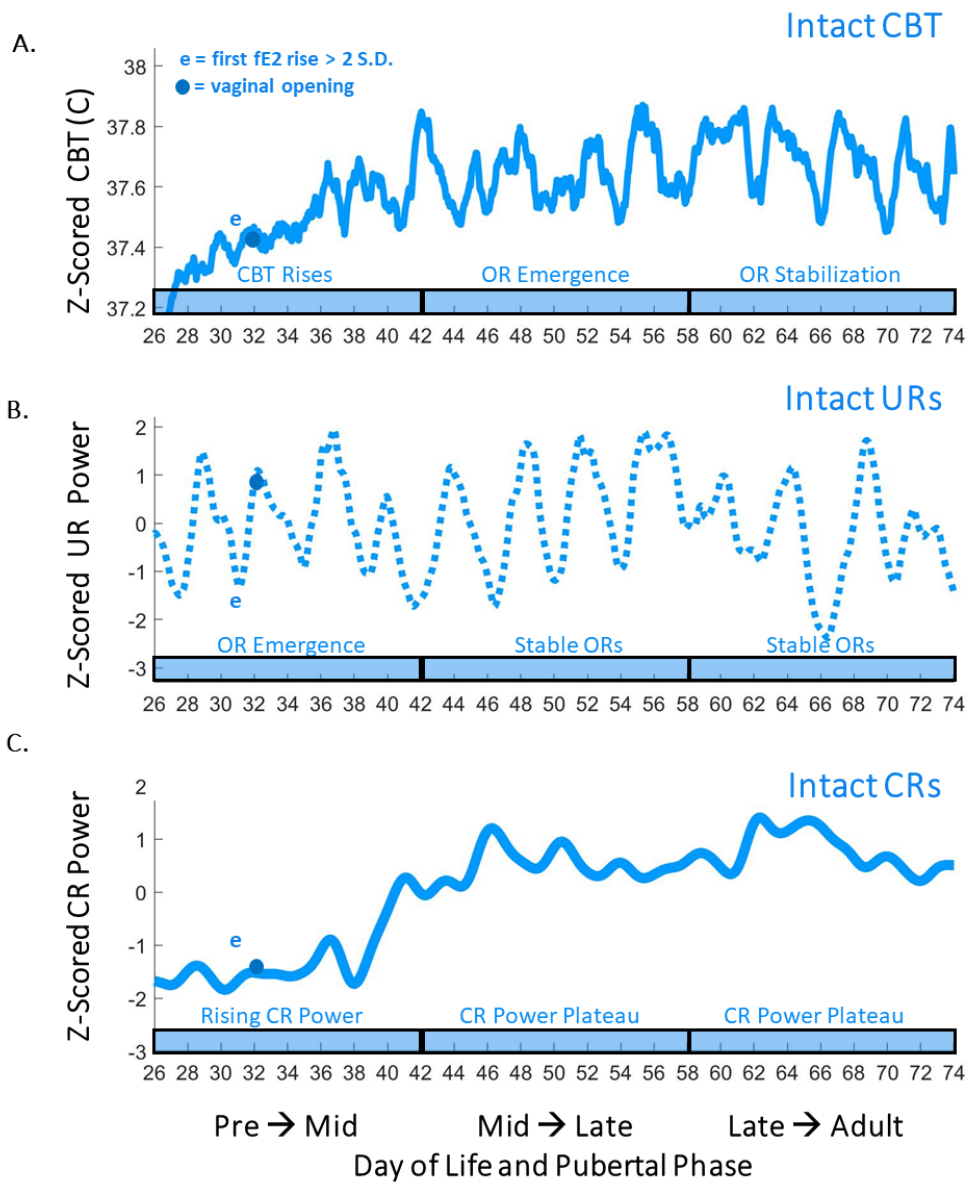 A.
Intact CBT
e = first fE2 rise > 2 S.D.
= vaginal opening
Z-Scored CBT (C)
38
37.8
37.6
37.4
37.2
e
CBT Rises
OR Emergence
OR Stabilization
26 28 30 32 34 36 38 40 42 44 46 48 50 52 54 56 58 60 62 64 66 68 70 72 74
B.
Intact URs
Z-Scored UR Power
2
1
0
-1
-2
-3
e
OR Emergence
Stable ORs
Stable ORs
26 28 30 32 34 36 38 40 42 44 46 48 50 52 54 56 58 60 62 64 66 68 70 72 74
C.
Intact CRs
Z-Scored CR Power
2
1
0
-1
-2
-3
e
Rising CR Power
CR Power Plateau
CR Power Plateau
26 28 30 32 34 36 38 40 42 44 46 48 50 52 54 56 58 60 62 64 66 68 70 72 74
Pre → Mid
Mid → Late
Late → Adult
Day of Life and Pubertal Phase